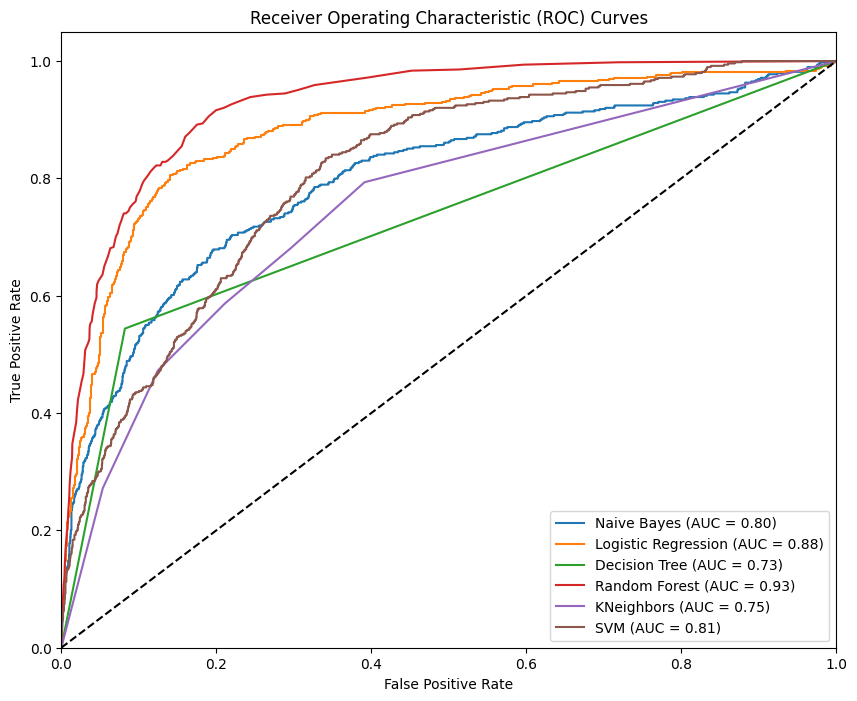 Receiver Operating Characteristic (ROC) Curves
True Positive Rate
1.0
0.8
0.6
0.4
0.2
0.0
Naive Bayes (AUC = 0.80)
Logistic Regression (AUC = 0.88)
Decision Tree (AUC = 0.73)
Random Forest (AUC = 0.93)
KNeighbors (AUC = 0.75)
SVM (AUC = 0.81)
0.0 0.2 0.4 0.6 0.8 1.0
False Positive Rate